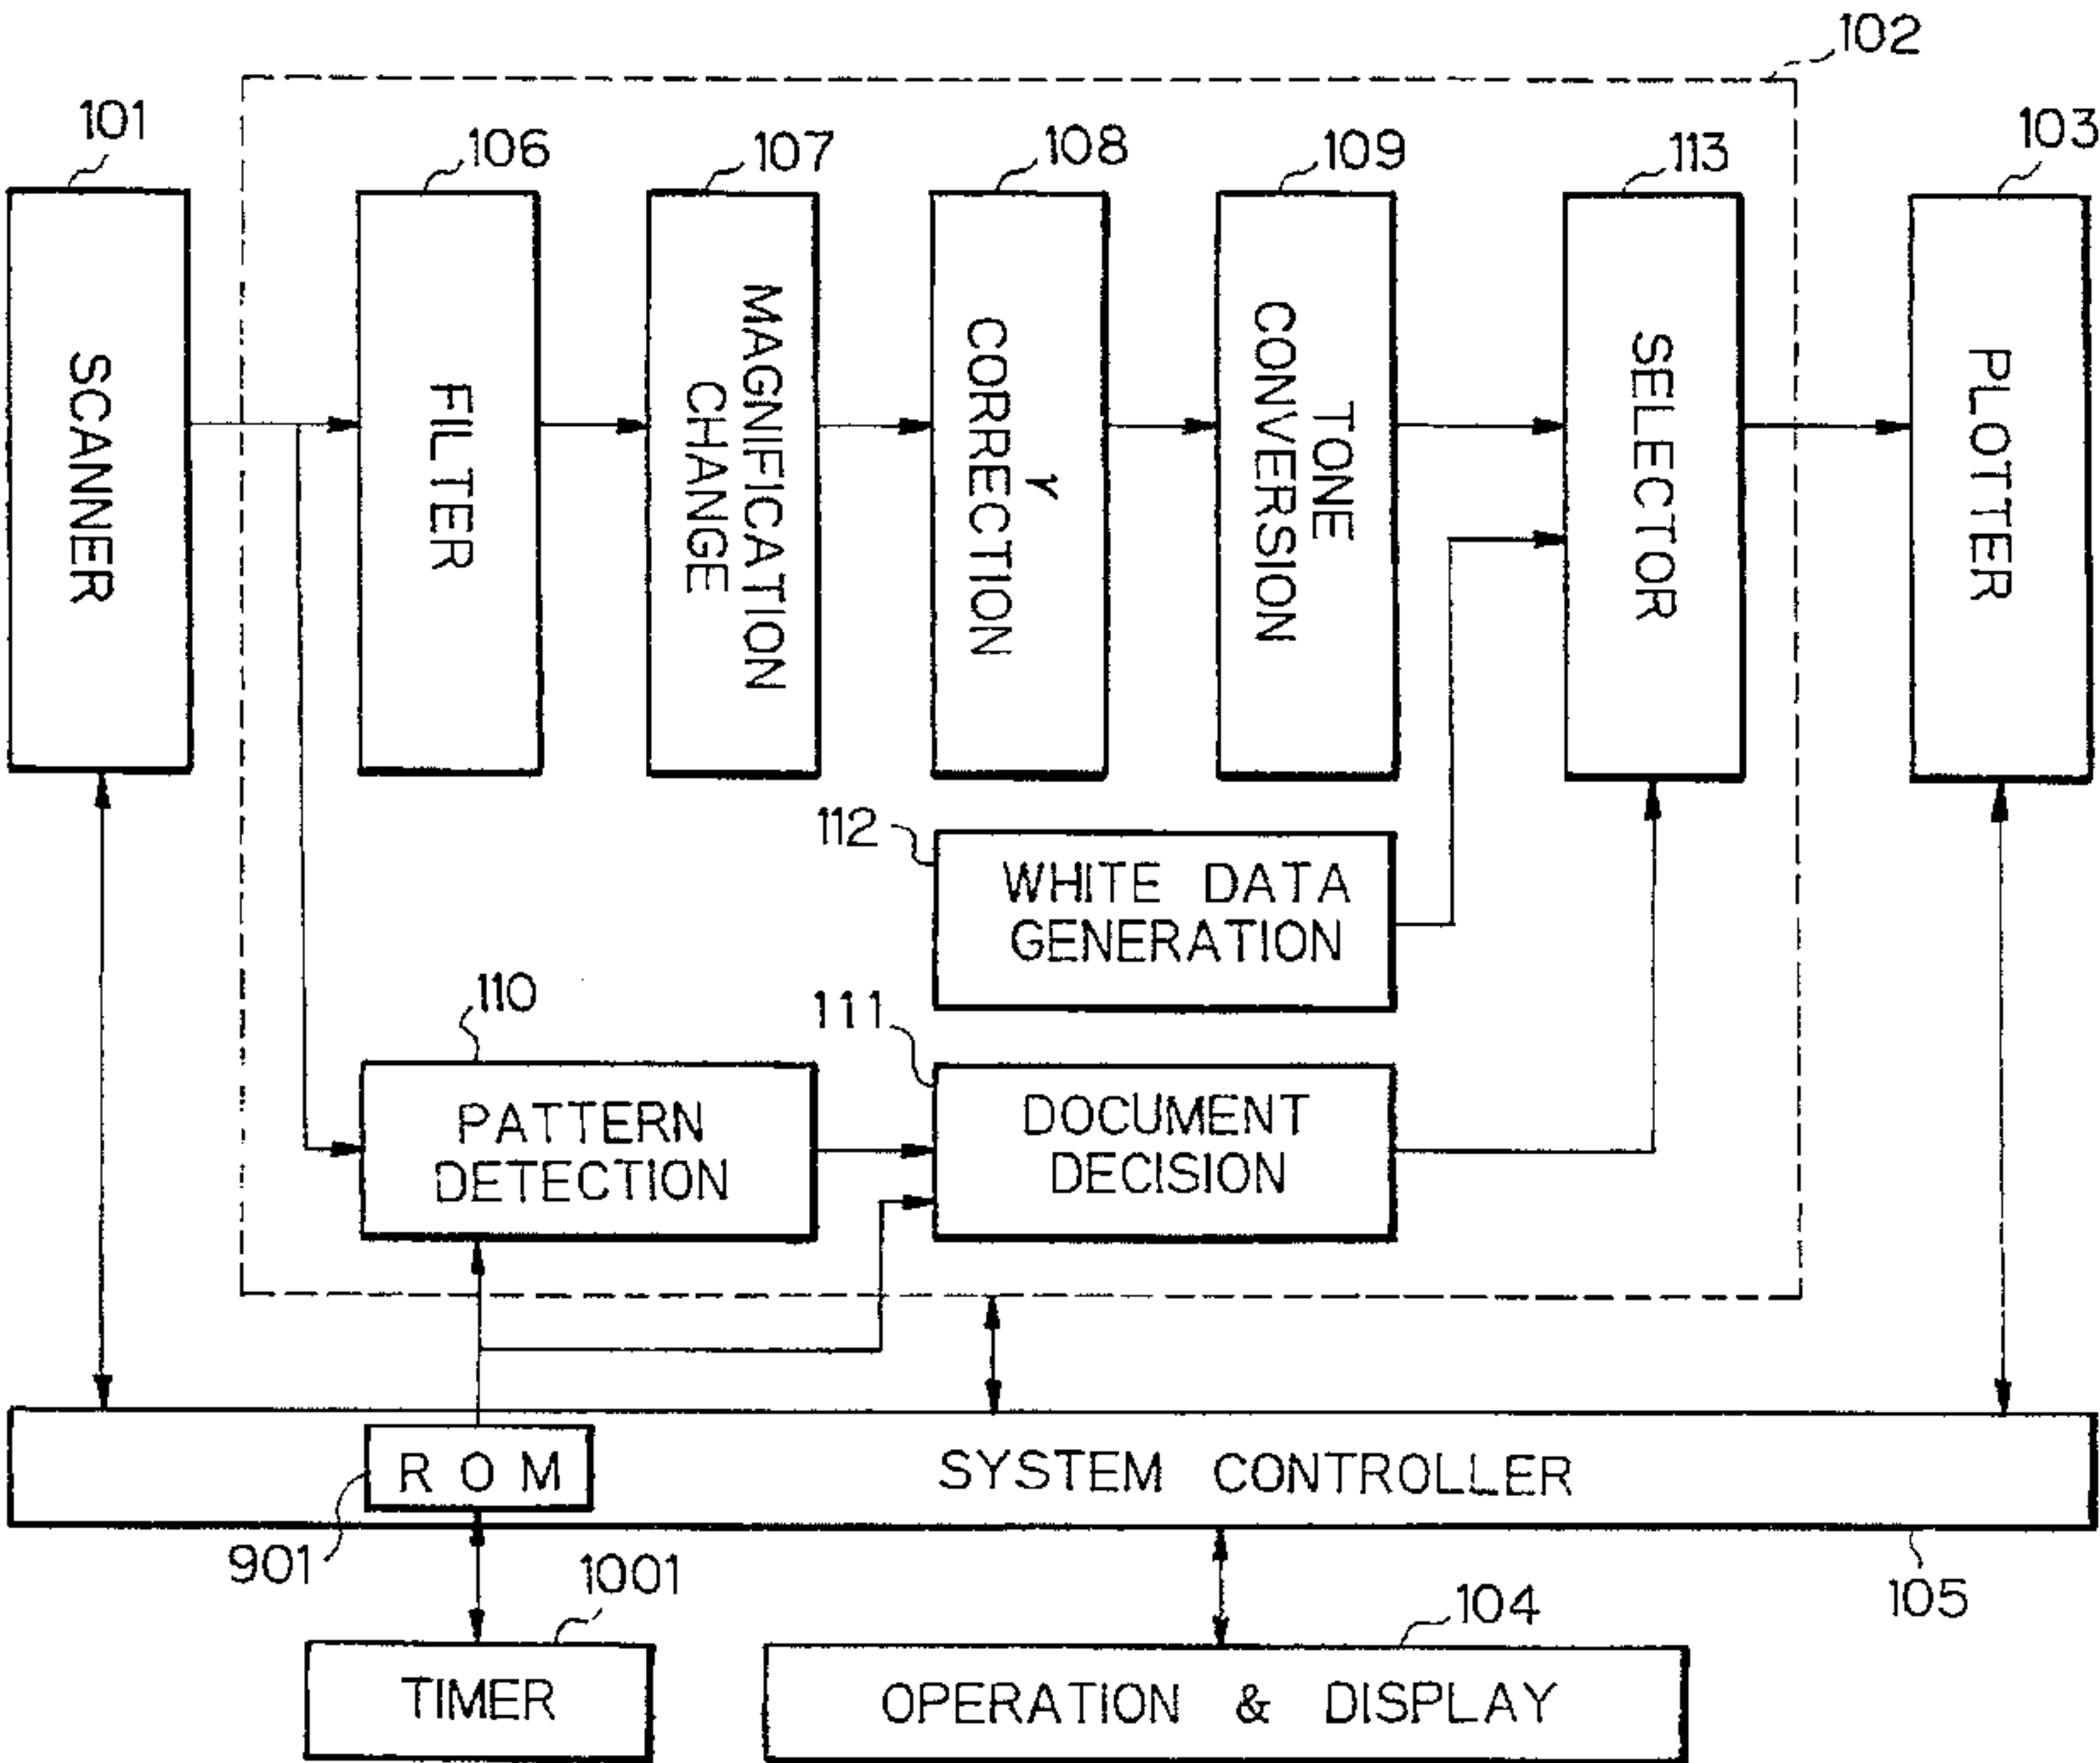 102
101
106
107
108
109
113
103
SCANNER
FILTER
MAGNIFICATION
CHANGE
γ
CORRECTION
TONE
CONVERSION
SELECTOR
PLOTTER
112
WHITE DATA
GENERATION
110
PATTERN
DETECTION
111
DOCUMENT
DECISION
ROM
SYSTEM CONTROLLER
901
1001
104
105
TIMER
OPERATION & DISPLAY